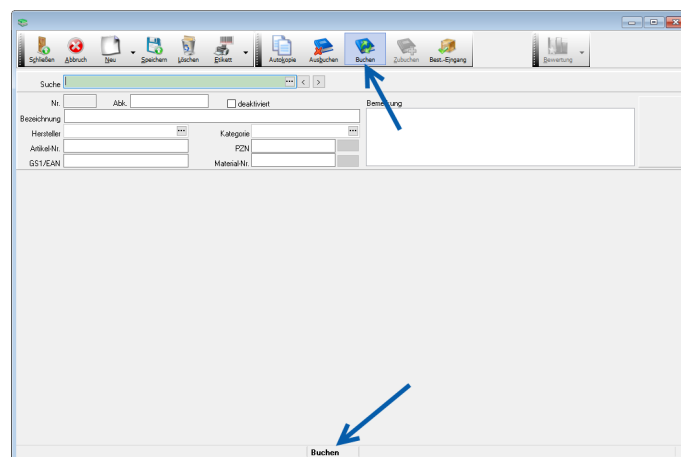 Schließen Abbruch Neu Speichern Löschen Etikett Autokopie Ausbuchen Buchen Zubuchen Best.-Eingang Bewertung
Suche ... < >
Nr. Abk. deaktiviert Bemerkung
Bezeichnung
Hersteller ... Kategorie ...
Artikel-Nr. PZN
GS1/EAN Material-Nr.
Buchen